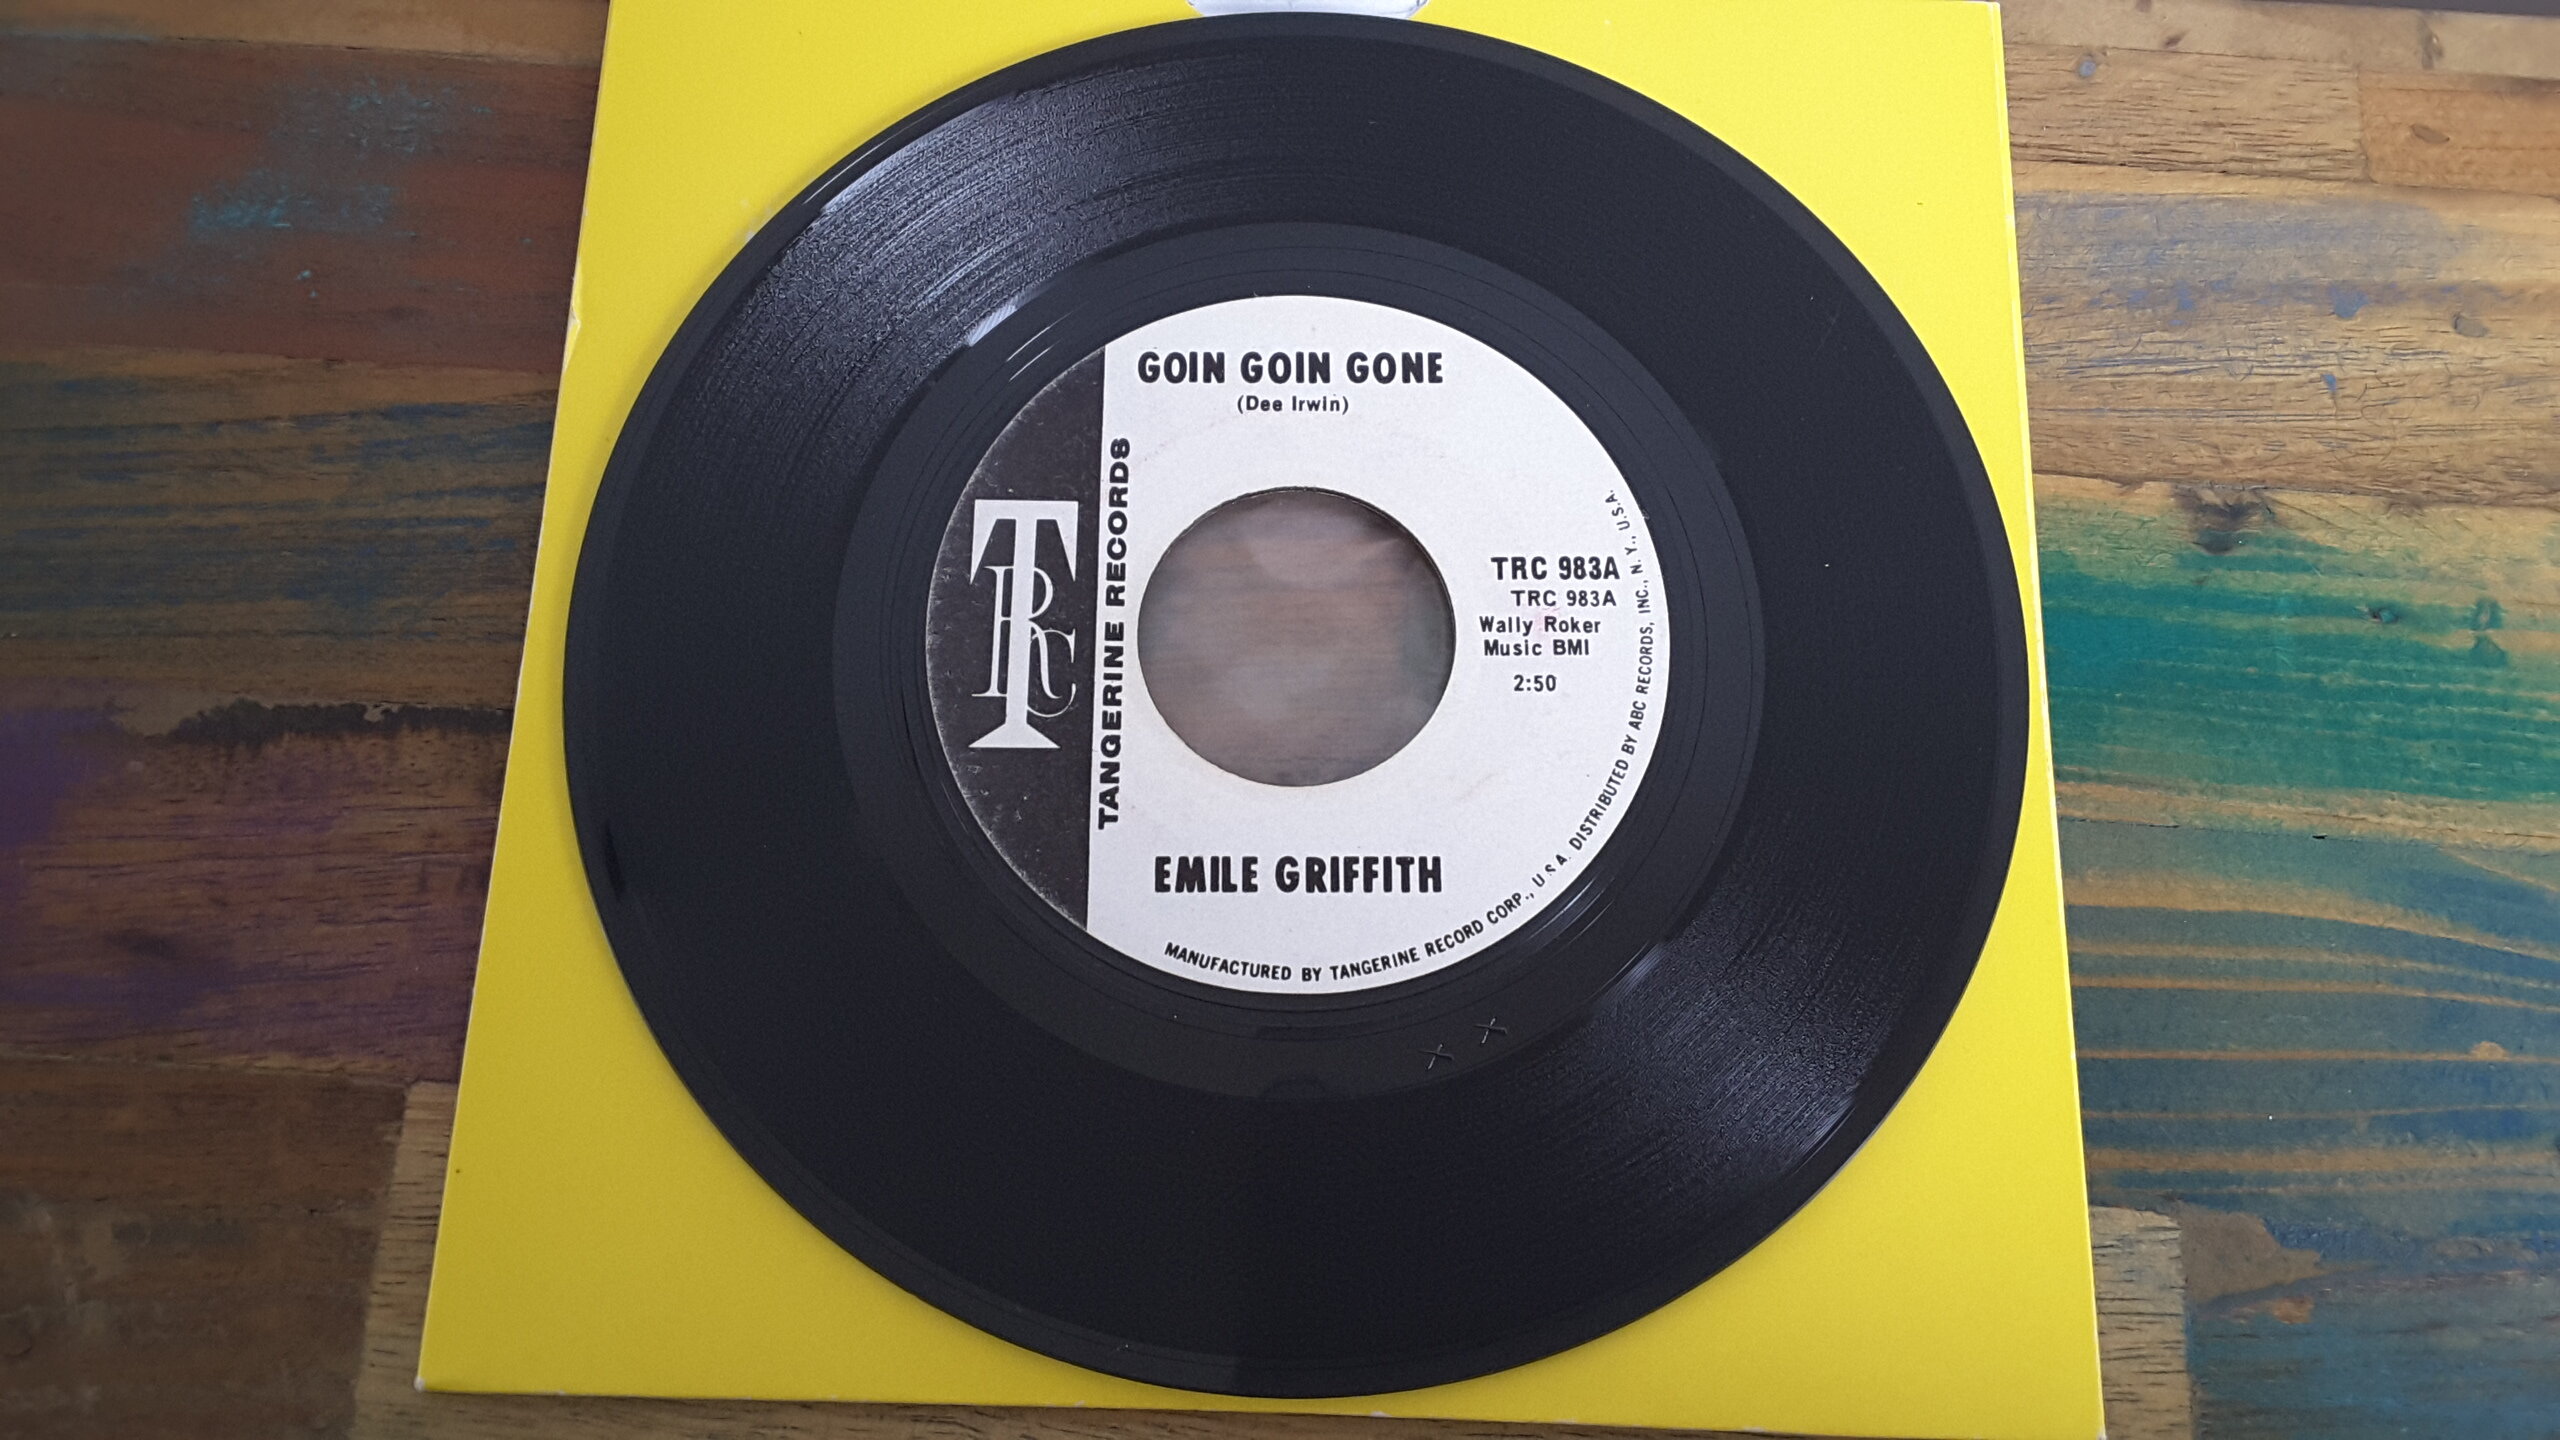 GOIN GOIN GONE
(Dee Irwin)
TRC
TANGERINE RECORDS
TRC 983A
TRC 983A
Wally Roker
Music BMI
2:50
EMILE GRIFFITH
MANUFACTURED BY TANGERINE RECORD CORP., U.S.A. DISTRIBUTED BY ABC RECORDS, INC., N. Y., U.S.A.
X X